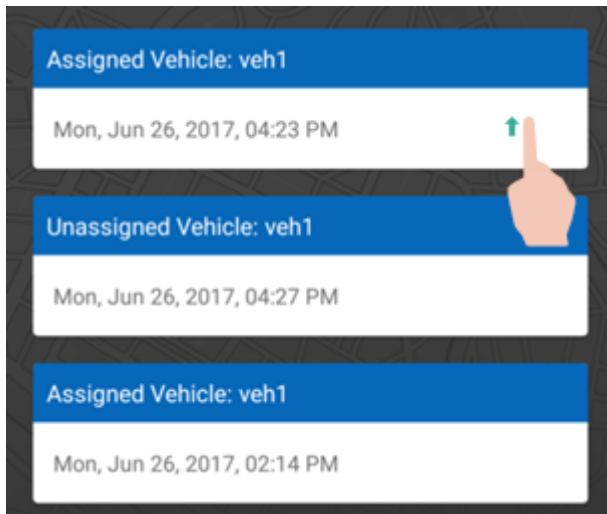 Assigned Vehicle: veh1
Mon, Jun 26, 2017, 04:23 PM
Unassigned Vehicle: veh1
Mon, Jun 26, 2017, 04:27 PM
Assigned Vehicle: veh1
Mon, Jun 26, 2017, 02:14 PM